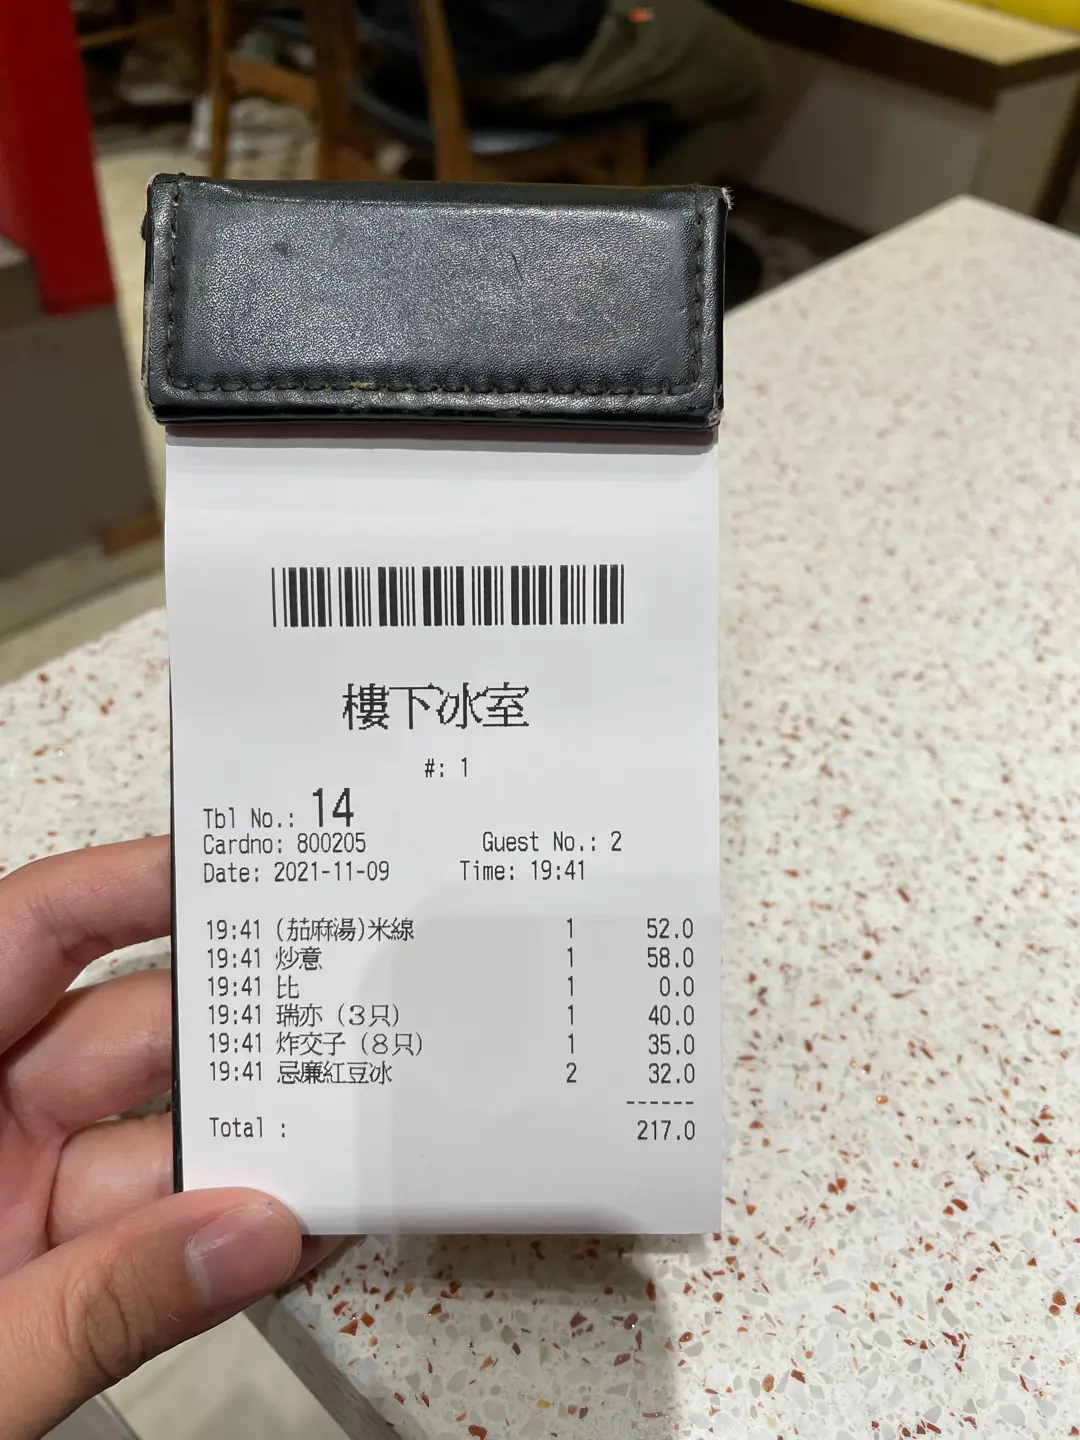 樓下冰室
#: 1
Tbl No.: 14
Cardno: 800205 Guest No.: 2
Date: 2021-11-09 Time: 19:41
19:41 (茄麻湯)米線 1 52.0
19:41 炒意 1 58.0
19:41 比 1 0.0
19:41 瑞亦（3只） 1 40.0
19:41 炸交子（8只） 1 35.0
19:41 忌廉紅豆冰 2 32.0
------
Total : 217.0